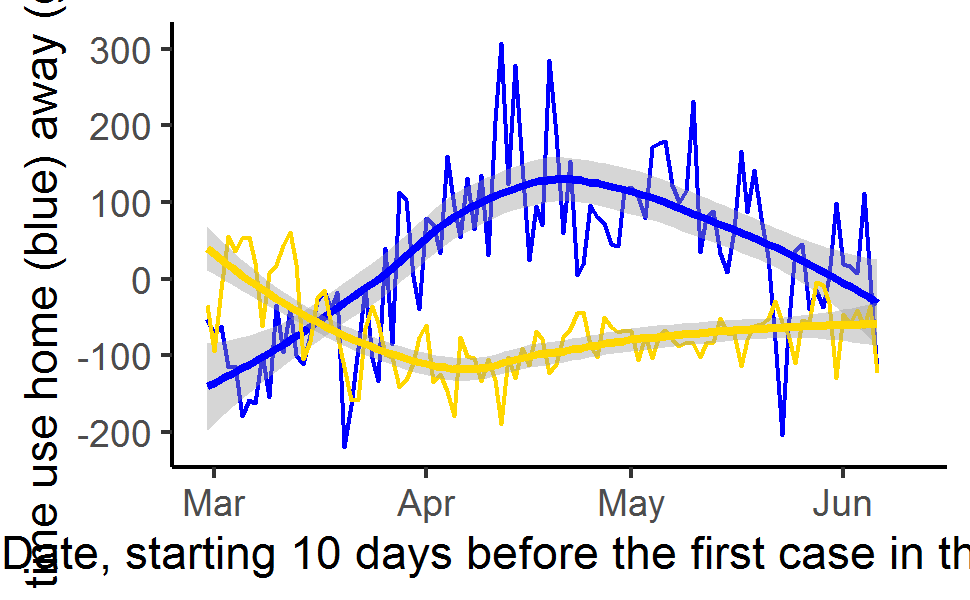 time use home (blue) away (
300
200
100
0
-100
-200
Mar Apr May Jun
Date, starting 10 days before the first case in th